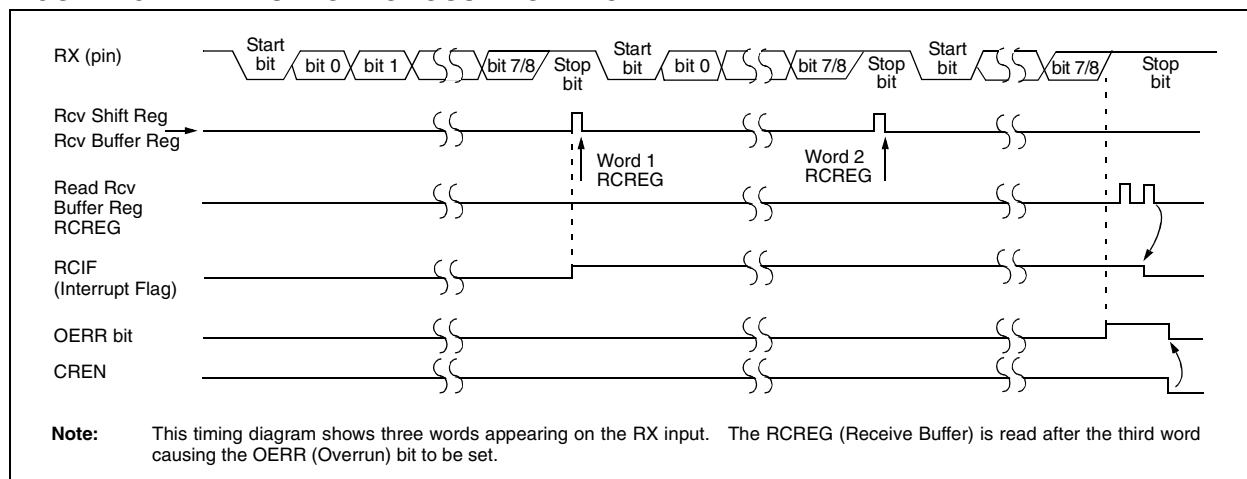 RX (pin)
Start bit
bit 0
bit 1
bit 7/8
Stop bit
Start bit
bit 0
bit 7/8
Stop bit
Start bit
bit 7/8
Stop bit
Rcv Shift Reg
Rcv Buffer Reg
Word 1
RCREG
Word 2
RCREG
Read Rcv
Buffer Reg
RCREG
RCIF
(Interrupt Flag)
OERR bit
CREN
Note: This timing diagram shows three words appearing on the RX input. The RCREG (Receive Buffer) is read after the third word
causing the OERR (Overrun) bit to be set.